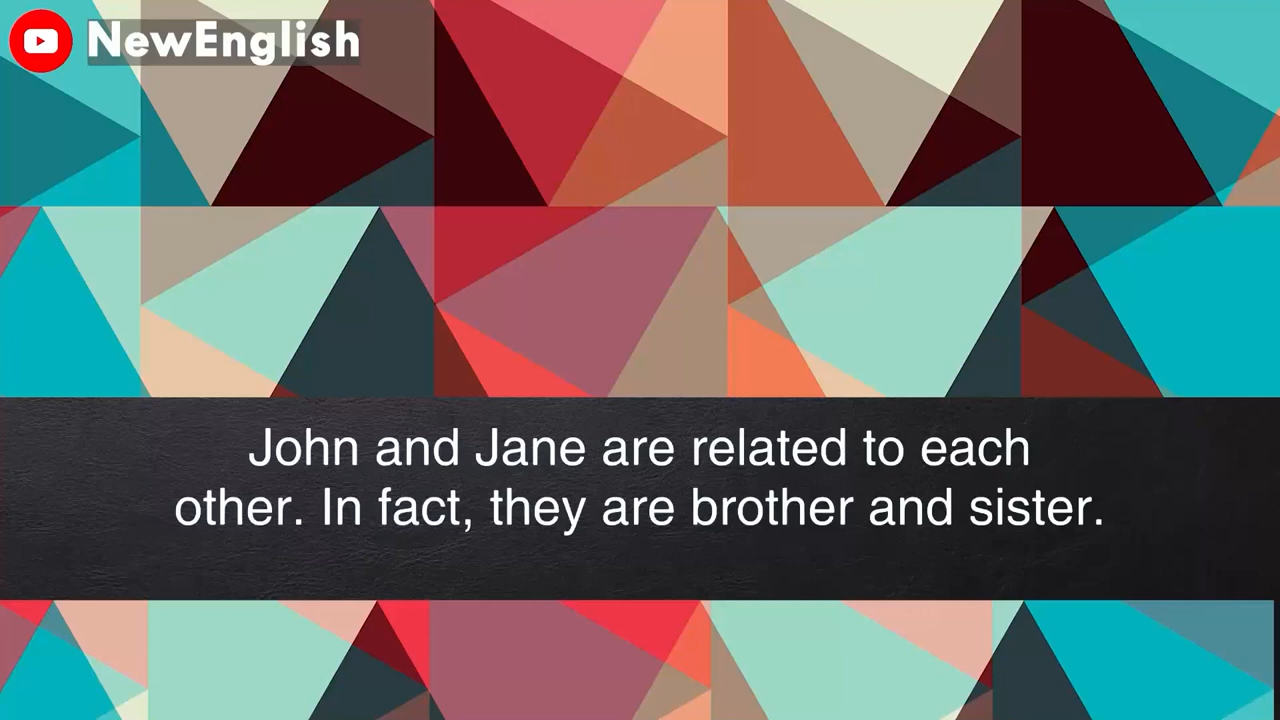 NewEnglish
John and Jane are related to each
other. In fact, they are brother and sister.